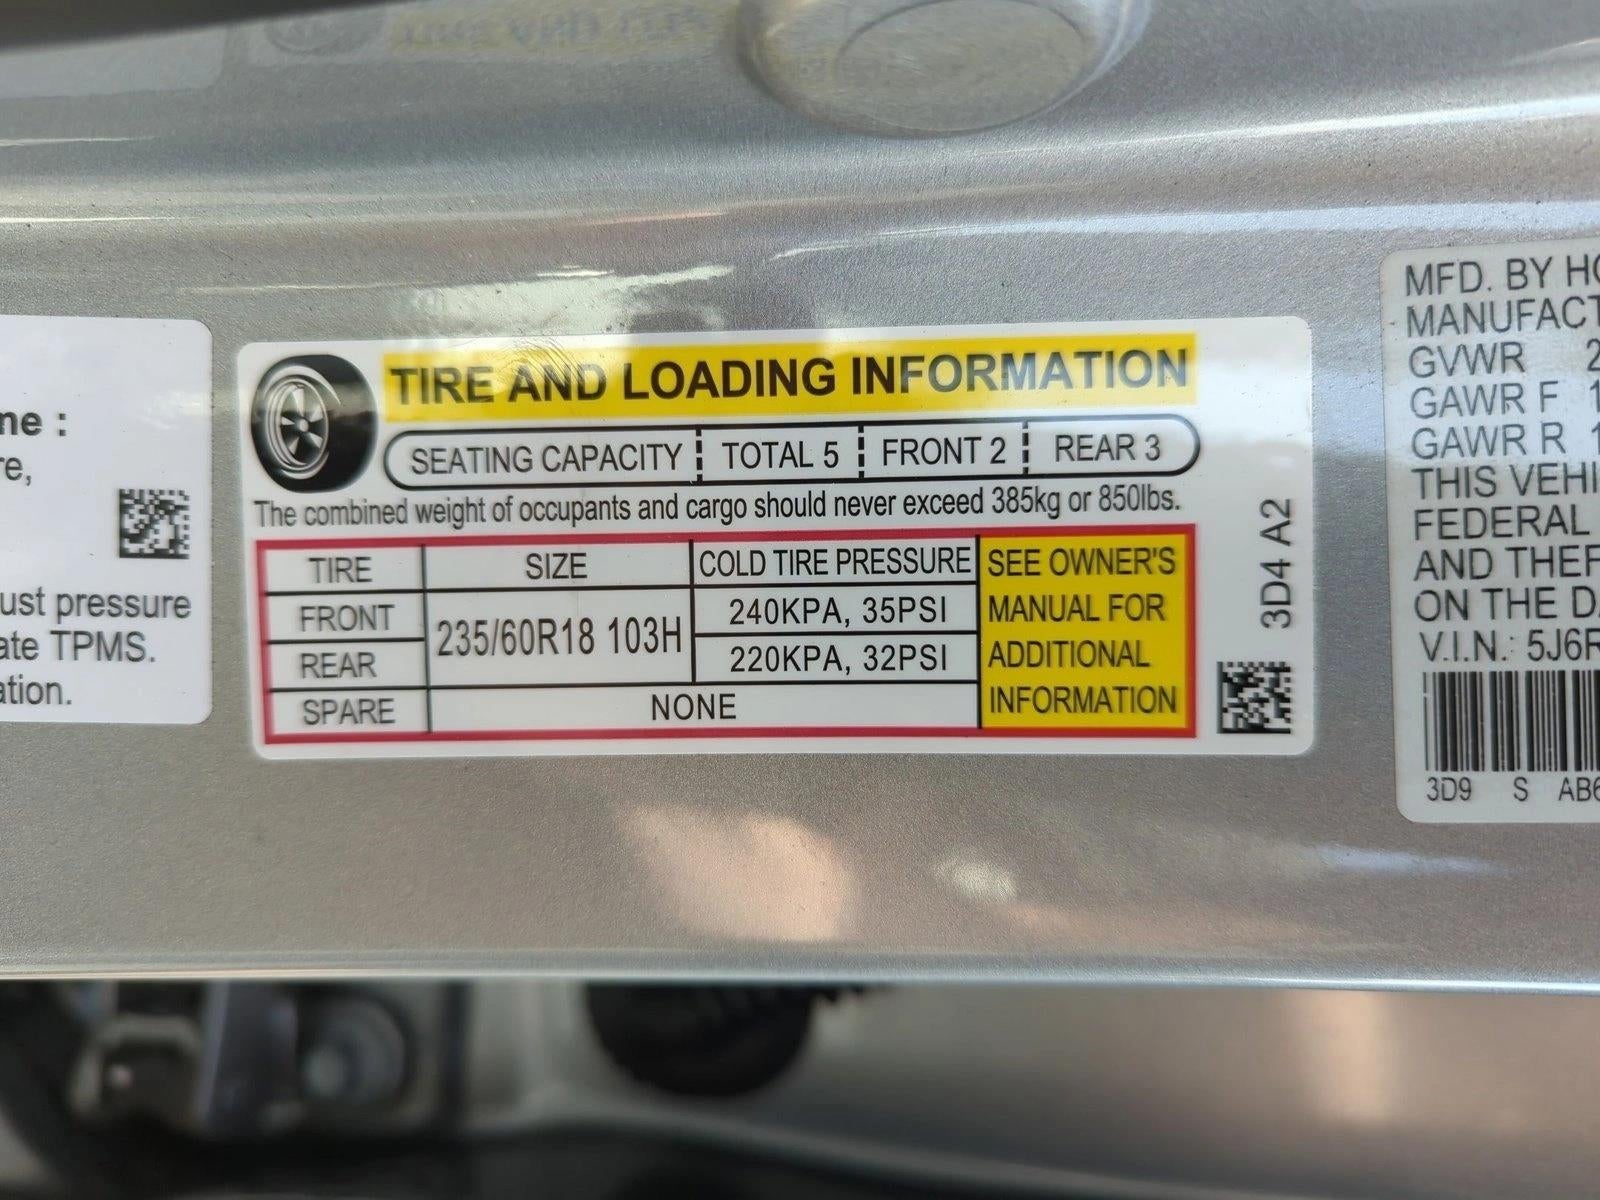 ne :
re,
ust pressure
ate TPMS.
ation.
TIRE AND LOADING INFORMATION
SEATING CAPACITY TOTAL 5 FRONT 2 REAR 3
The combined weight of occupants and cargo should never exceed 385kg or 850lbs.
TIRE SIZE COLD TIRE PRESSURE
FRONT 235/60R18 103H 240KPA, 35PSI
REAR 220KPA, 32PSI
SPARE NONE
SEE OWNER'S
MANUAL FOR
ADDITIONAL
INFORMATION
3D4 A2
MFD. BY HO
MANUFACT
GVWR 2
GAWR F 1
GAWR R 1
THIS VEHI
FEDERAL
AND THEF
ON THE DA
V.I.N.: 5J6R
3D9 S AB6